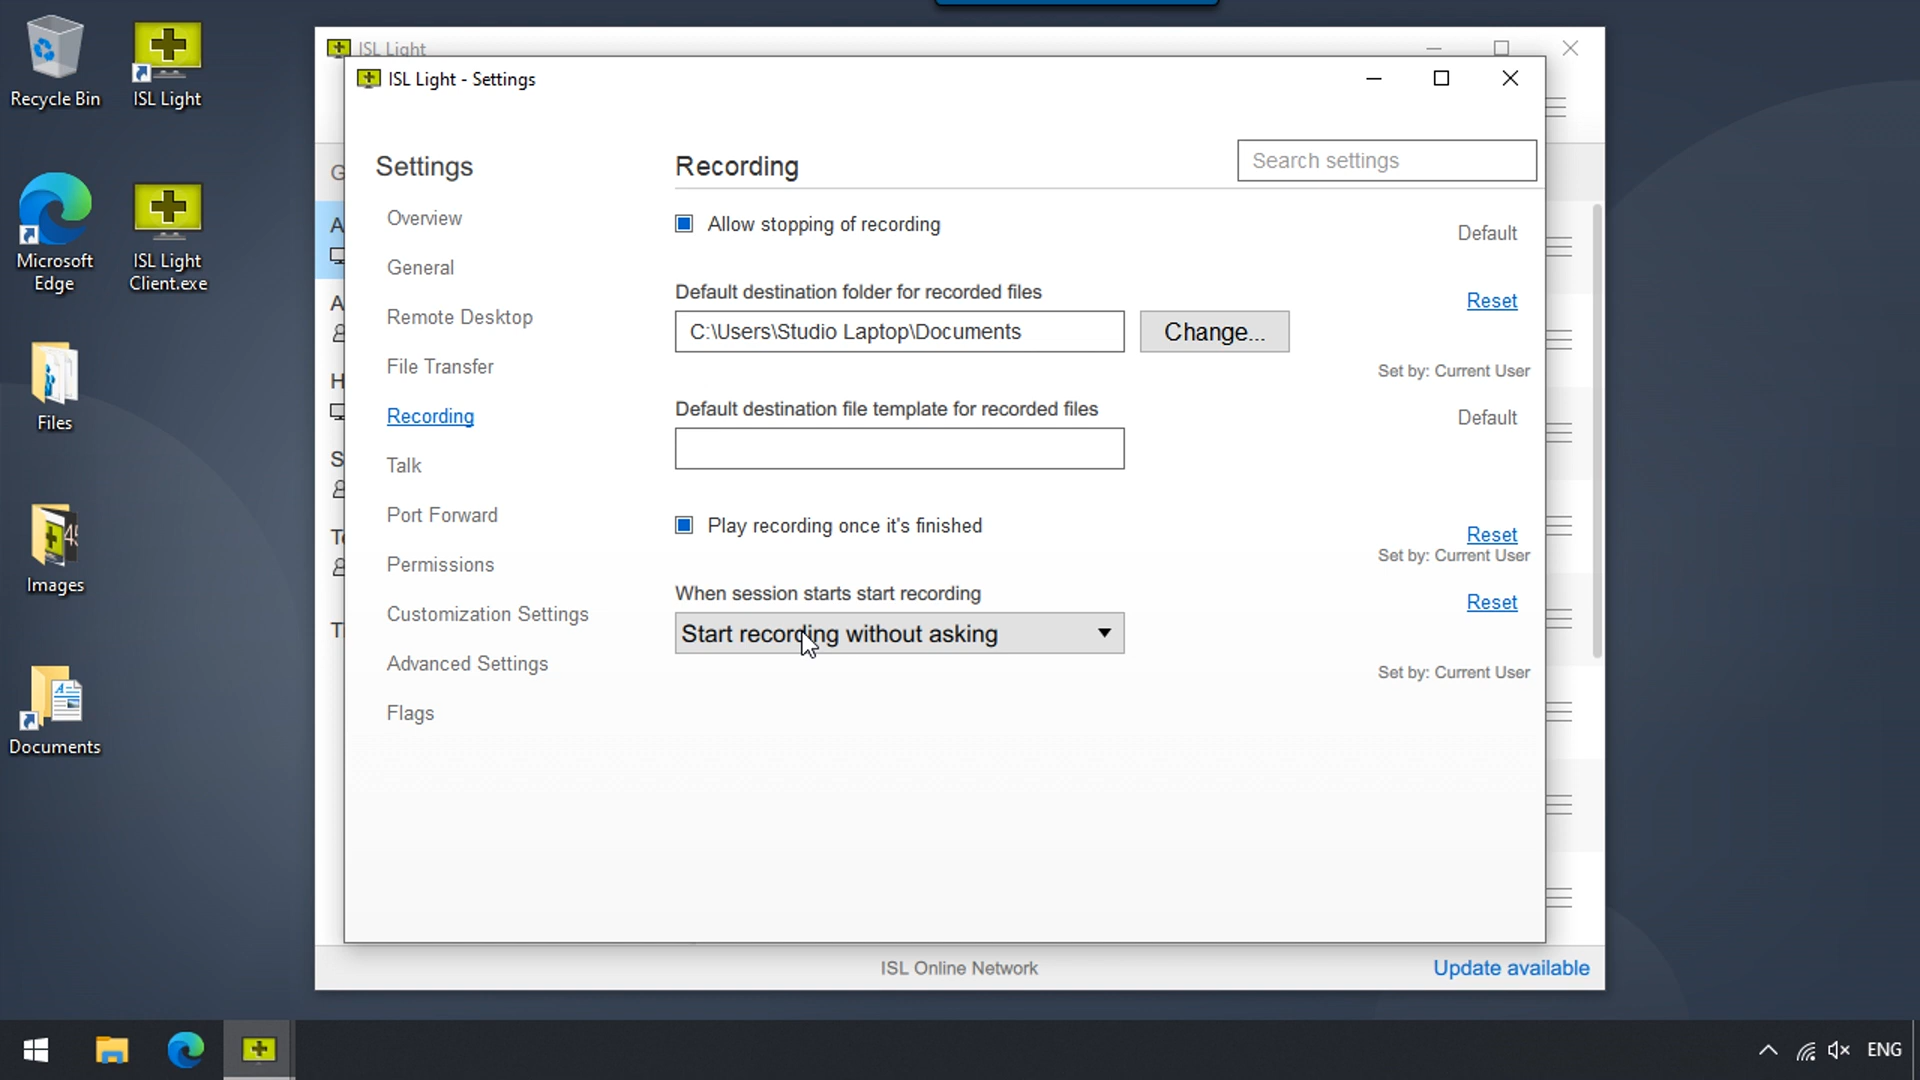 Recycle Bin
ISL Light
Microsoft
Edge
ISL Light
Client.exe
Files
Images
Documents
ISL Light
ISL Light - Settings
Settings
Overview
General
Remote Desktop
File Transfer
Recording
Talk
Port Forward
Permissions
Customization Settings
Advanced Settings
Flags
Recording
Search settings
Allow stopping of recording
Default
Default destination folder for recorded files
Reset
C:\Users\Studio Laptop\Documents
Change...
Set by: Current User
Default destination file template for recorded files
Default
Play recording once it's finished
Reset
Set by: Current User
When session starts start recording
Reset
Start recording without asking
Set by: Current User
ISL Online Network
Update available
ENG